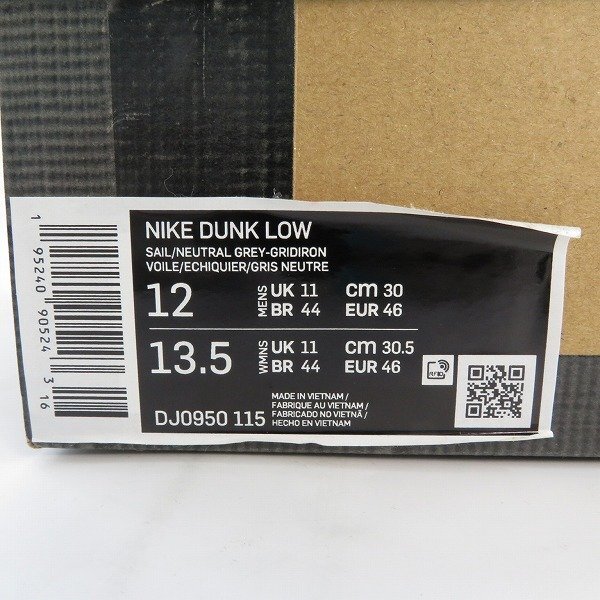 NIKE DUNK LOW
SAIL/NEUTRAL GREY-GRIDIRON
VOILE/ECHIQUIER/GRIS NEUTRE
12 MENS UK 11 CM 30
BR 44 EUR 46
13.5 WMNS UK 11 CM 30.5
BR 44 EUR 46
RFID
DJ0950 115
MADE IN VIETNAM /
FABRIQUE AU VIETNAM /
FABRICADO NO VIETNÃ /
HECHO EN VIETNAM
1 95240 90524 3 16